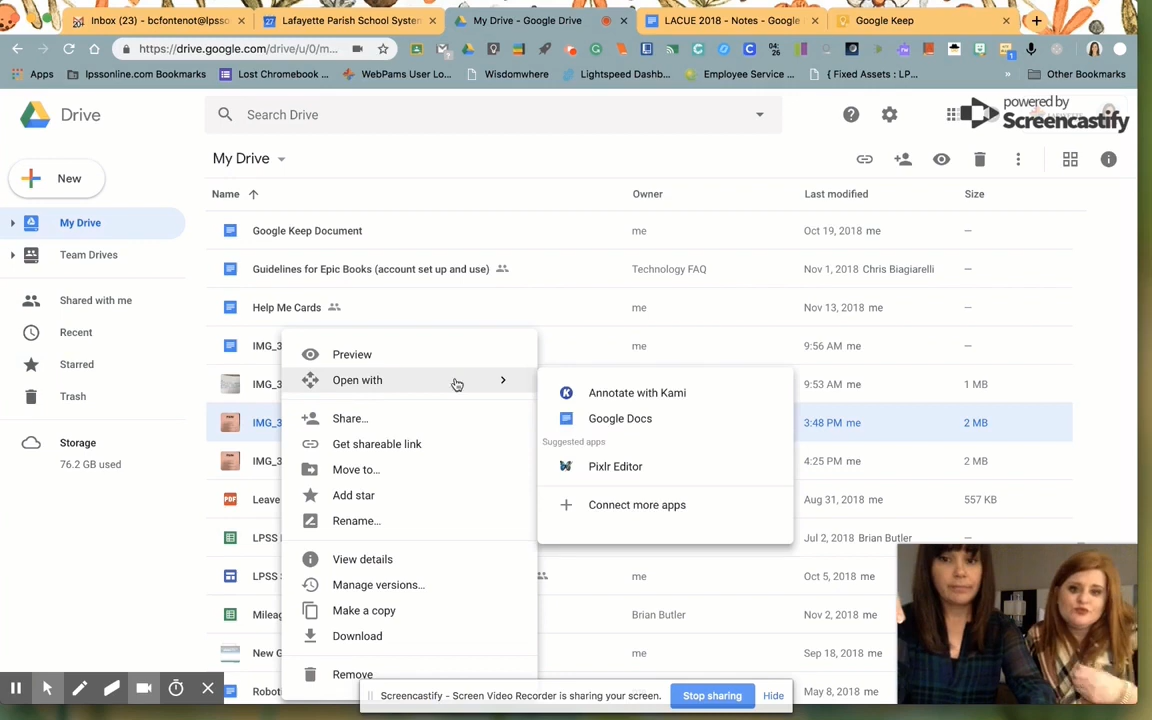 Inbox (23) - bcfontenot@lpsso
Lafayette Parish School System
My Drive - Google Drive
LACUE 2018 - Notes - Google
Google Keep
https://drive.google.com/drive/u/0/m...
04:
26
Apps
lpssonline.com Bookmarks
Lost Chromebook ...
WebPams User Lo...
Wisdomwhere
Lightspeed Dashb...
Employee Service ...
{ Fixed Assets : LP...
»
Other Bookmarks
Drive
Search Drive
powered by
Screencastify
My Drive
New
Name
Owner
Last modified
Size
My Drive
Team Drives
Shared with me
Recent
Starred
Trash
Storage
76.2 GB used
Google Keep Document me Oct 19, 2018 me —
Guidelines for Epic Books (account set up and use) Technology FAQ Nov 1, 2018 Chris Biagiarelli —
Help Me Cards me Nov 13, 2018 me —
IMG_3 me 9:56 AM me —
IMG_3 9:53 AM me 1 MB
IMG_3 3:48 PM me 2 MB
IMG_3 4:25 PM me 2 MB
Leave Aug 31, 2018 me 557 KB
LPSS Jul 2, 2018 Brian Butler —
LPSS me Oct 5, 2018 me
Mileag Brian Butler Nov 2, 2018 me
New G me Sep 18, 2018 me
Robot me May 8, 2018 me
Preview
Open with
Share...
Get shareable link
Move to...
Add star
Rename...
View details
Manage versions...
Make a copy
Download
Remove
Annotate with Kami
Google Docs
Suggested apps
Pixlr Editor
Connect more apps
Screencastify - Screen Video Recorder is sharing your screen.
Stop sharing
Hide